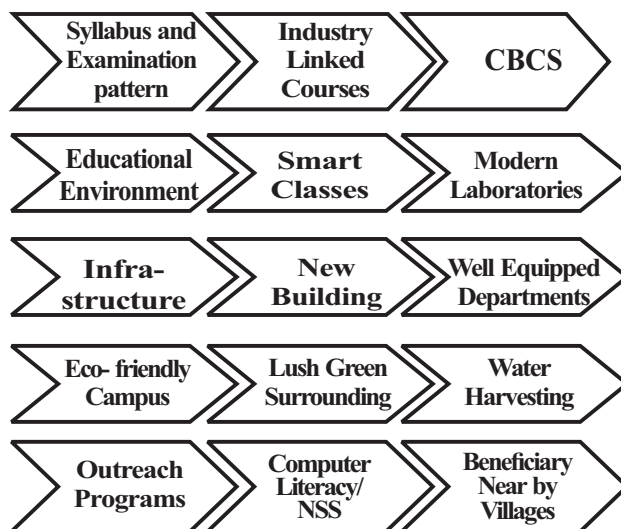 Syllabus and
Examination
pattern
Industry
Linked
Courses
CBCS
Educational
Environment
Smart
Classes
Modern
Laboratories
Infra-
structure
New
Building
Well Equipped
Departments
Eco- friendly
Campus
Lush Green
Surrounding
Water
Harvesting
Outreach
Programs
Computer
Literacy/
NSS
Beneficiary
Near by
Villages